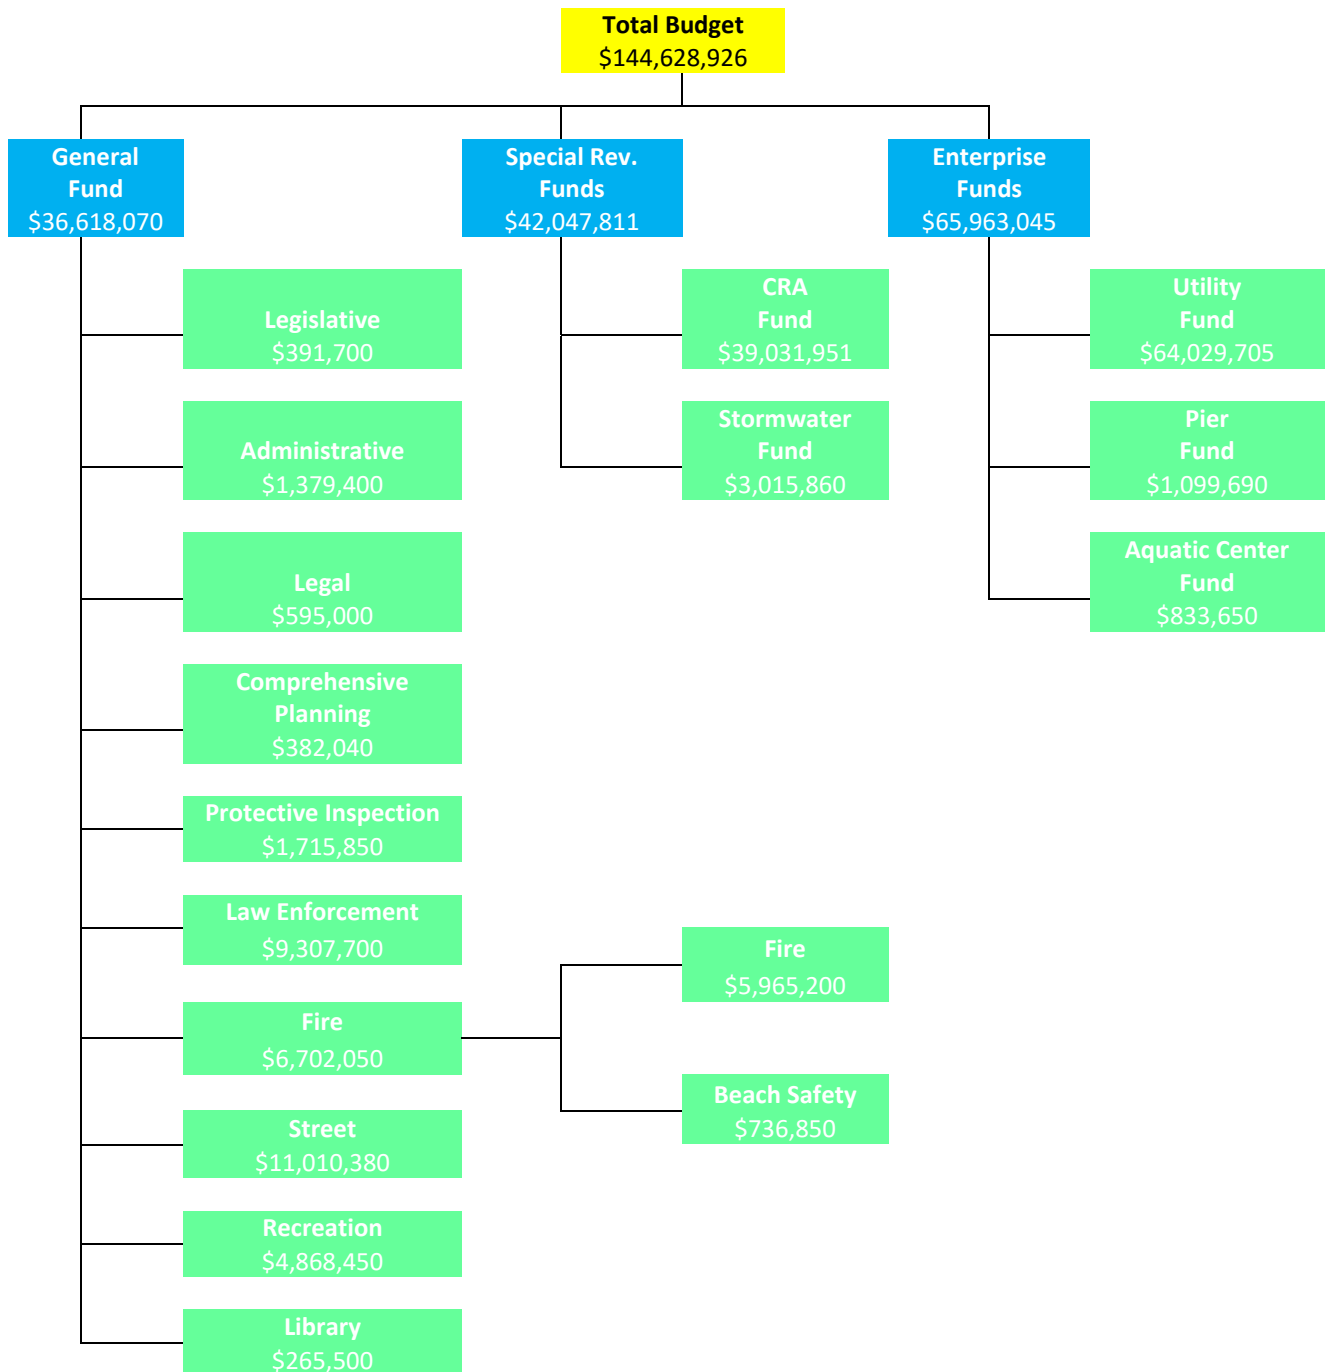 Total Budget
$144,628,926
General
Fund
$36,618,070
Special Rev.
Funds
$42,047,811
Enterprise
Funds
$65,963,045
Legislative
$391,700
CRA
Fund
$39,031,951
Utility
Fund
$64,029,705
Administrative
$1,379,400
Stormwater
Fund
$3,015,860
Pier
Fund
$1,099,690
Legal
$595,000
Aquatic Center
Fund
$833,650
Comprehensive
Planning
$382,040
Protective Inspection
$1,715,850
Law Enforcement
$9,307,700
Fire
$6,702,050
Fire
$5,965,200
Beach Safety
$736,850
Street
$11,010,380
Recreation
$4,868,450
Library
$265,500